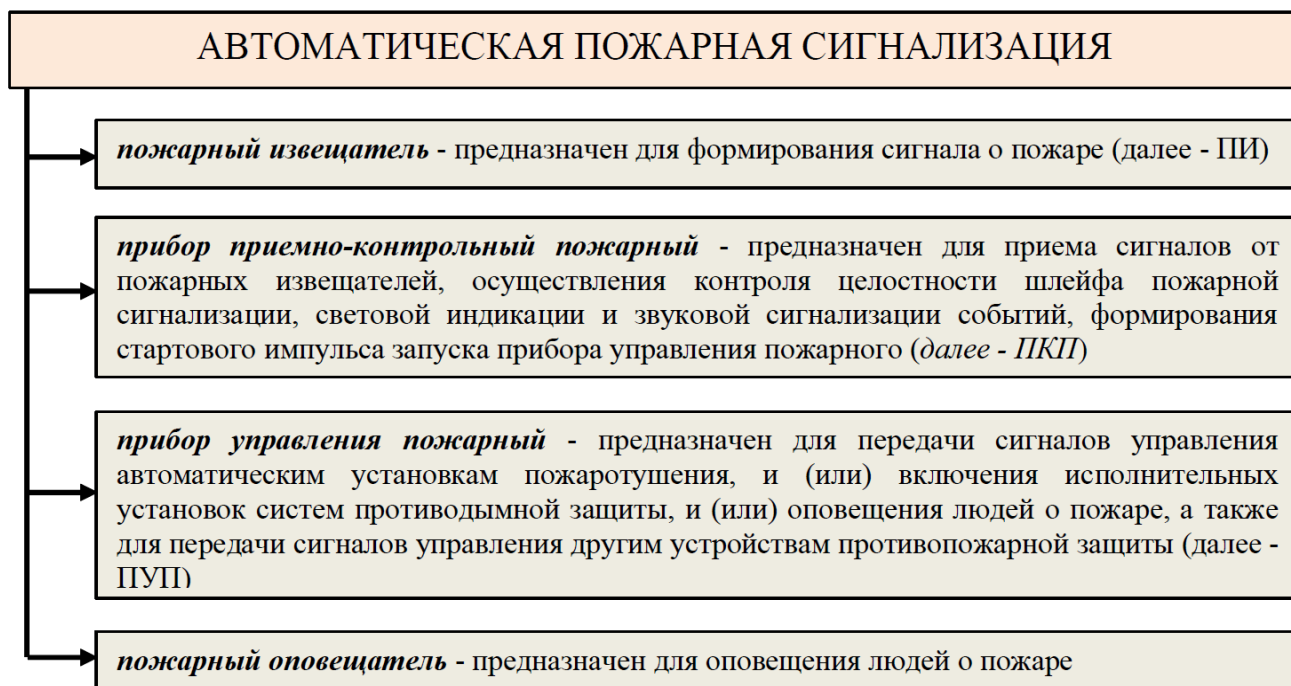 АВТОМАТИЧЕСКАЯ ПОЖАРНАЯ СИГНАЛИЗАЦИЯ
пожарный извещатель - предназначен для формирования сигнала о пожаре (далее - ПИ)
прибор приемно-контрольный пожарный - предназначен для приема сигналов от
пожарных извещателей, осуществления контроля целостности шлейфа пожарной
сигнализации, световой индикации и звуковой сигнализации событий, формирования
стартового импульса запуска прибора управления пожарного (далее - ПКП)
прибор управления пожарный - предназначен для передачи сигналов управления
автоматическим установкам пожаротушения, и (или) включения исполнительных
установок систем противодымной защиты, и (или) оповещения людей о пожаре, а также
для передачи сигналов управления другим устройствам противопожарной защиты (далее -
ПУП)
пожарный оповещатель - предназначен для оповещения людей о пожаре